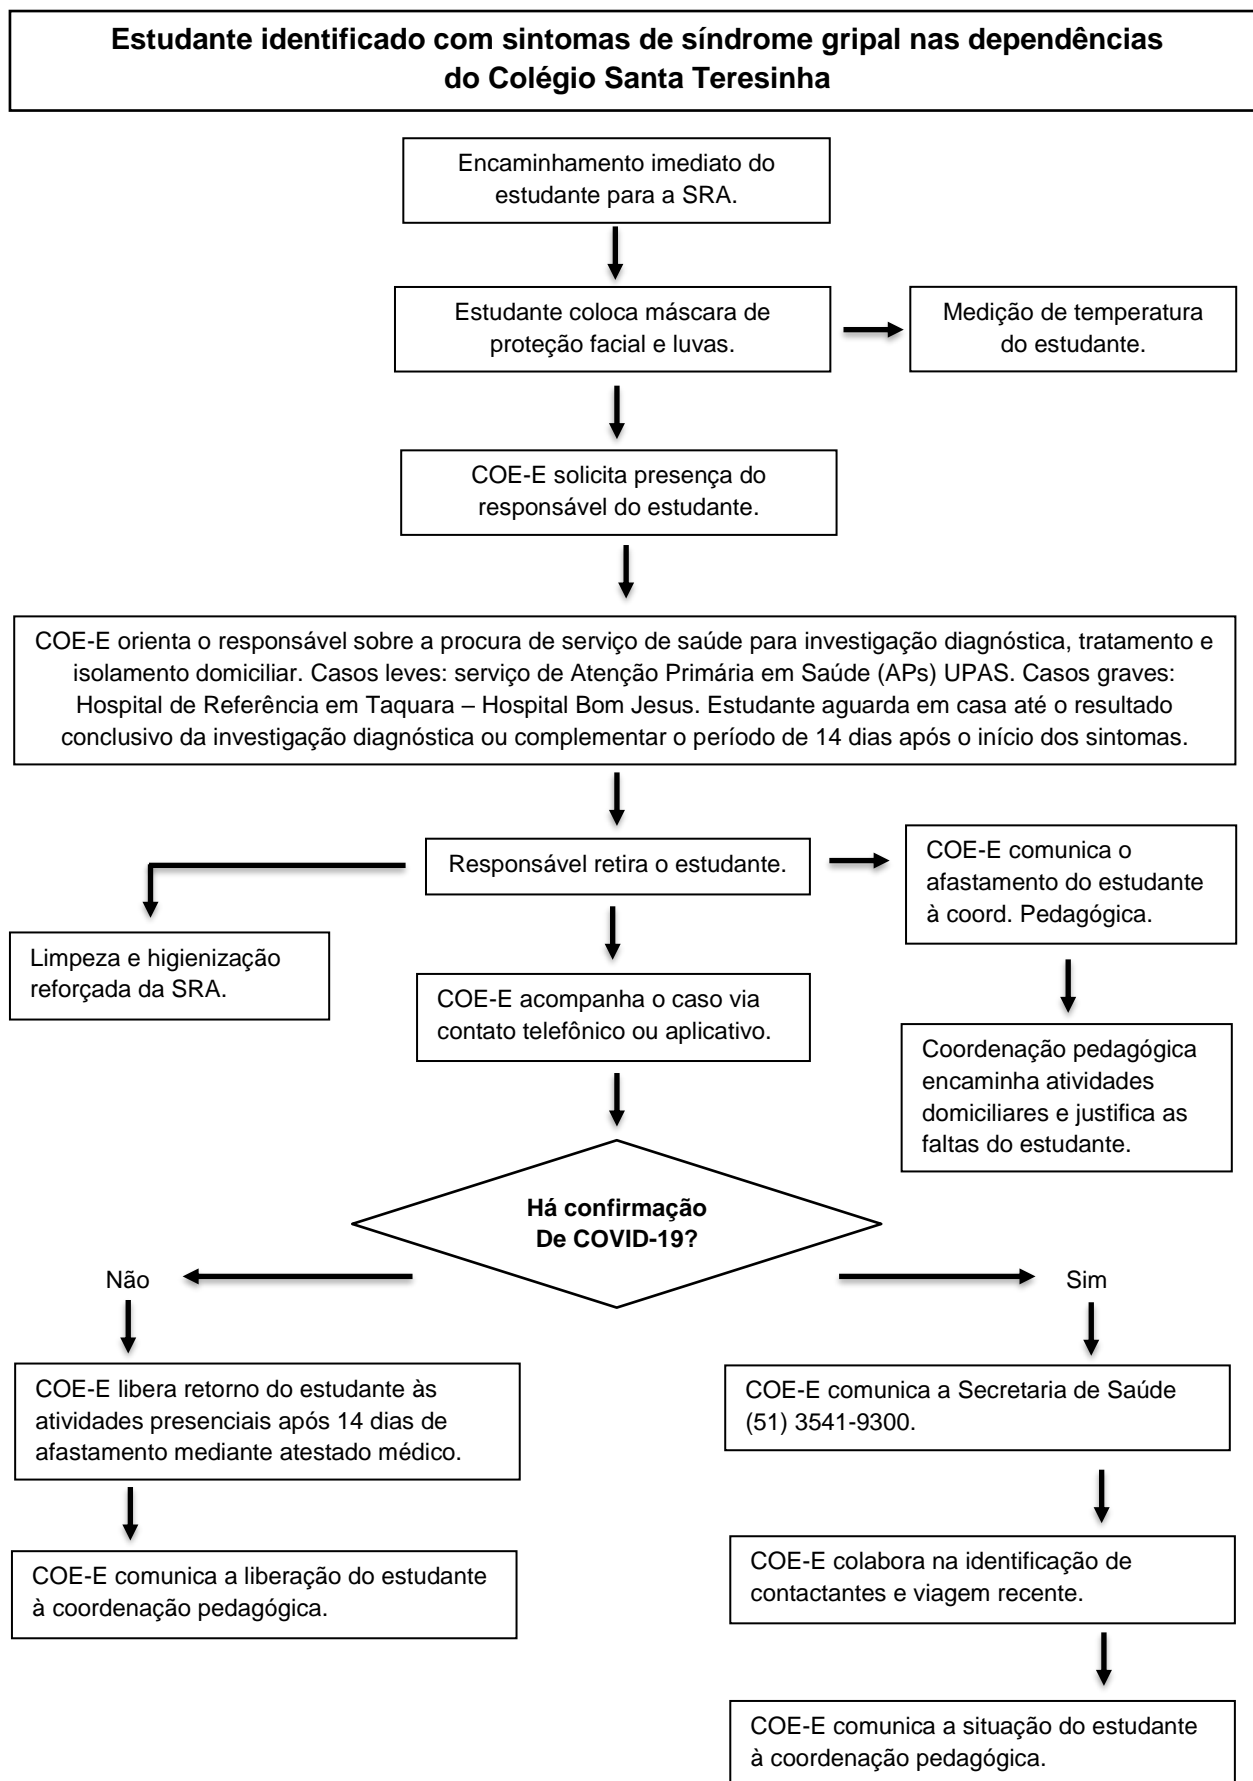 Estudante identificado com sintomas de síndrome gripal nas dependências
do Colégio Santa Teresinha
Encaminhamento imediato do
estudante para a SRA.
Estudante coloca máscara de
proteção facial e luvas.
Medição de temperatura
do estudante.
COE-E solicita presença do
responsável do estudante.
COE-E orienta o responsável sobre a procura de serviço de saúde para investigação diagnóstica, tratamento e
isolamento domiciliar. Casos leves: serviço de Atenção Primária em Saúde (APs) UPAS. Casos graves:
Hospital de Referência em Taquara – Hospital Bom Jesus. Estudante aguarda em casa até o resultado
conclusivo da investigação diagnóstica ou complementar o período de 14 dias após o início dos sintomas.
Responsável retira o estudante.
COE-E comunica o
afastamento do estudante
à coord. Pedagógica.
Limpeza e higienização
reforçada da SRA.
COE-E acompanha o caso via
contato telefônico ou aplicativo.
Coordenação pedagógica
encaminha atividades
domiciliares e justifica as
faltas do estudante.
Há confirmação
De COVID-19?
Não
Sim
COE-E libera retorno do estudante às
atividades presenciais após 14 dias de
afastamento mediante atestado médico.
COE-E comunica a Secretaria de Saúde
(51) 3541-9300.
COE-E comunica a liberação do estudante
à coordenação pedagógica.
COE-E colabora na identificação de
contactantes e viagem recente.
COE-E comunica a situação do estudante
à coordenação pedagógica.